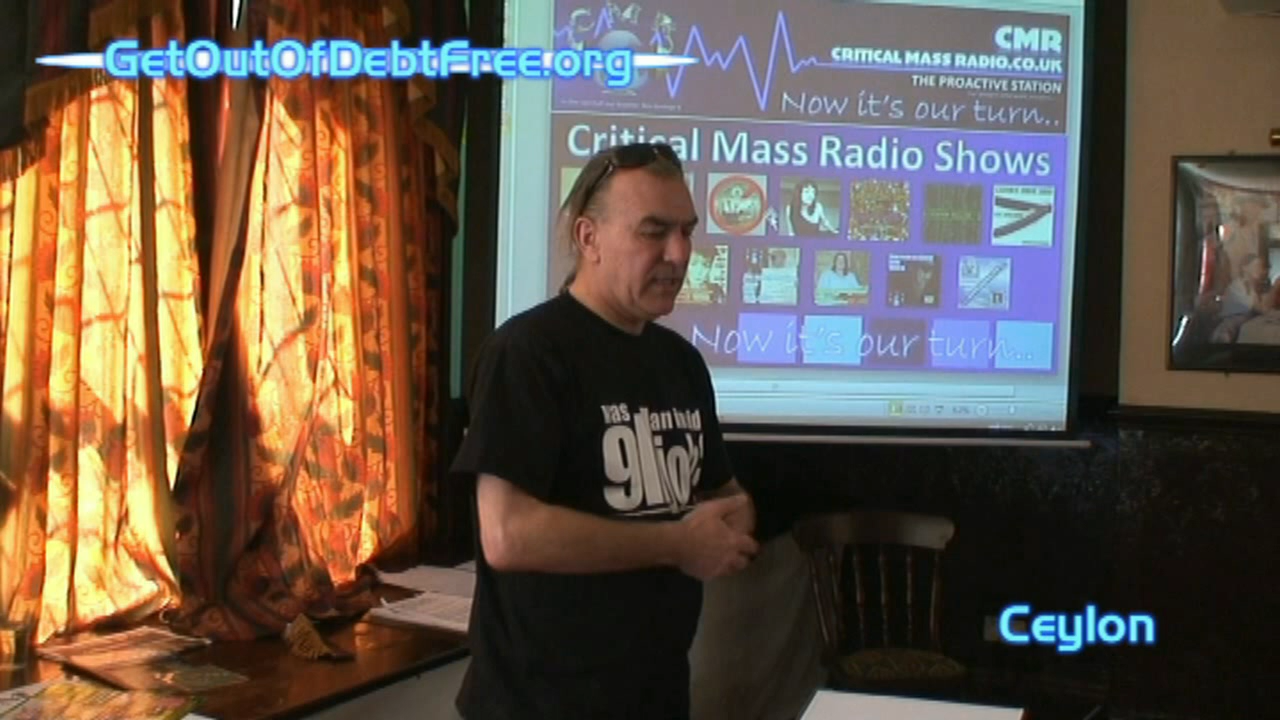 GetOutOfDebtFree.org
CMR
CRITICAL MASS RADIO.CO.UK
THE PROACTIVE STATION
Now it's our turn..
Critical Mass Radio Shows
Now it's our turn..
Ceylon